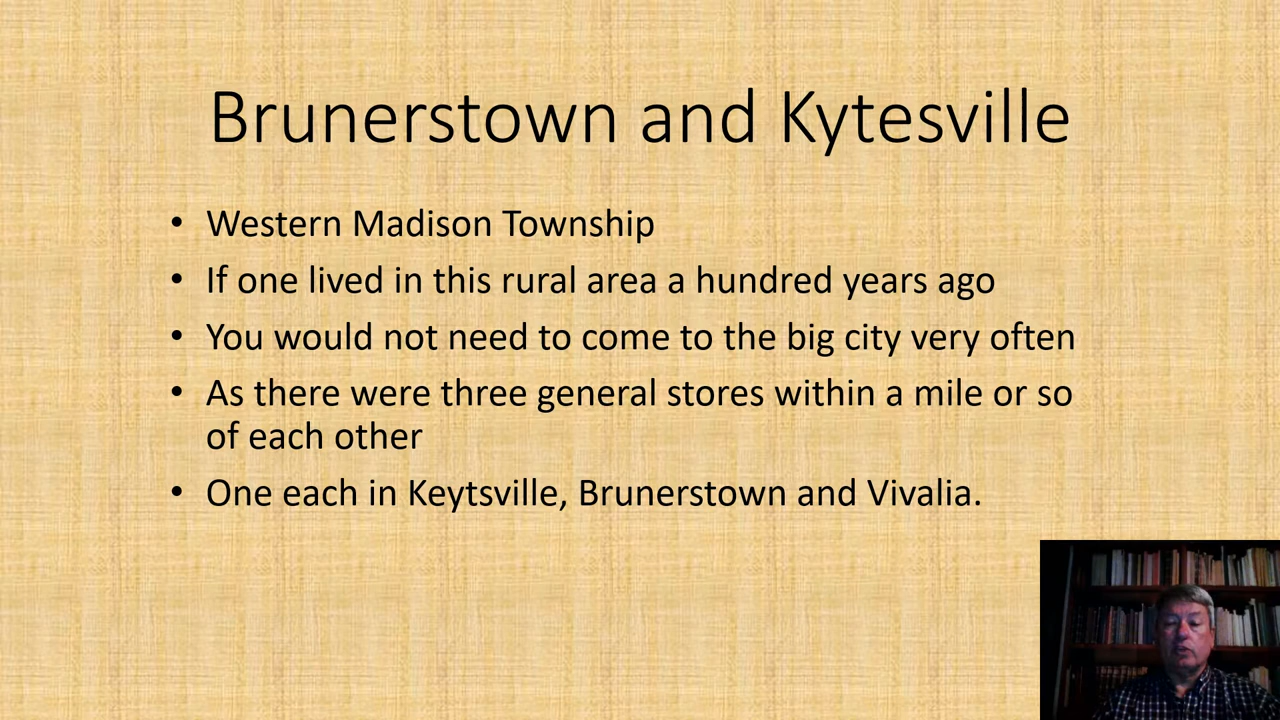 Brunerstown and Kytesville
• Western Madison Township
• If one lived in this rural area a hundred years ago
• You would not need to come to the big city very often
• As there were three general stores within a mile or so
of each other
• One each in Keytsville, Brunerstown and Vivalia.